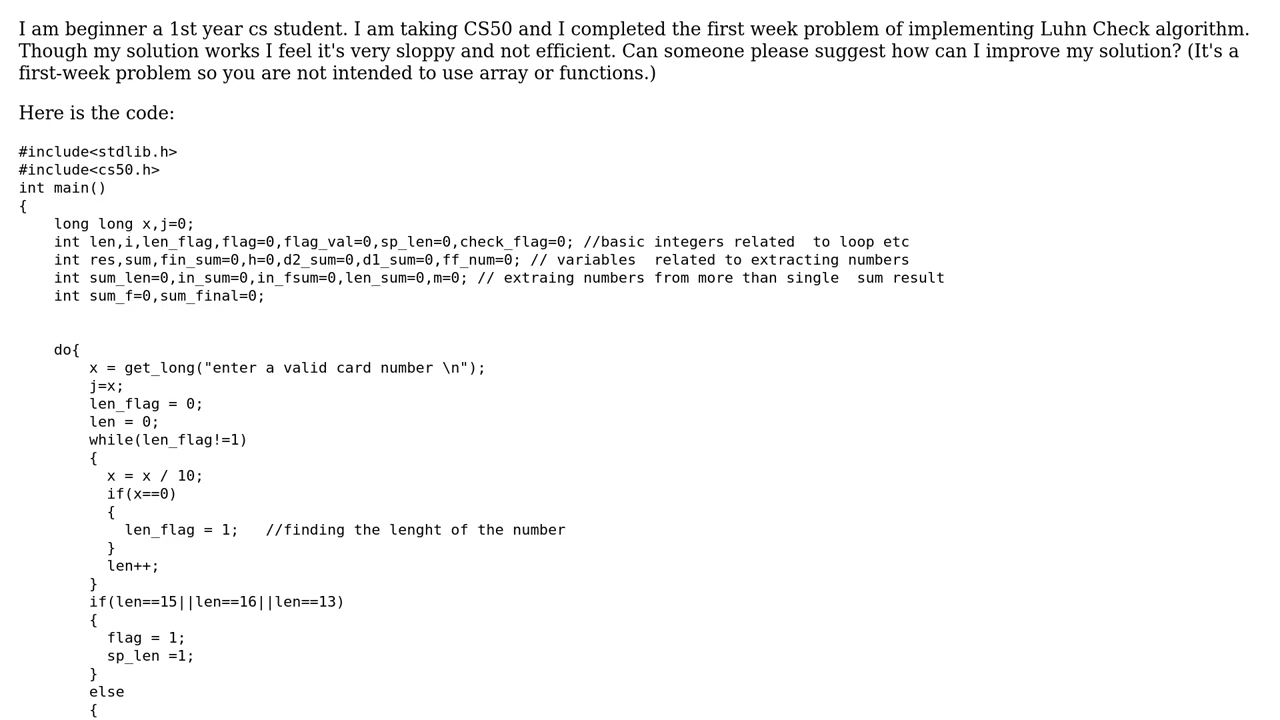 I am beginner a 1st year cs student. I am taking CS50 and I completed the first week problem of implementing Luhn Check algorithm.
Though my solution works I feel it's very sloppy and not efficient. Can someone please suggest how can I improve my solution? (It's a
first-week problem so you are not intended to use array or functions.)
Here is the code:
#include<stdlib.h>
#include<cs50.h>
int main()
{
    long long x,j=0;
    int len,i,len_flag,flag=0,flag_val=0,sp_len=0,check_flag=0; //basic integers related  to loop etc
    int res,sum,fin_sum=0,h=0,d2_sum=0,d1_sum=0,ff_num=0; // variables  related to extracting numbers
    int sum_len=0,in_sum=0,in_fsum=0,len_sum=0,m=0; // extraing numbers from more than single  sum result
    int sum_f=0,sum_final=0;
    do{
        x = get_long("enter a valid card number \n");
        j=x;
        len_flag = 0;
        len = 0;
        while(len_flag!=1)
        {
          x = x / 10;
          if(x==0)
          {
            len_flag = 1;   //finding the lenght of the number
          }
          len++;
        }
        if(len==15||len==16||len==13)
        {
          flag = 1;
          sp_len =1;
        }
        else
        {